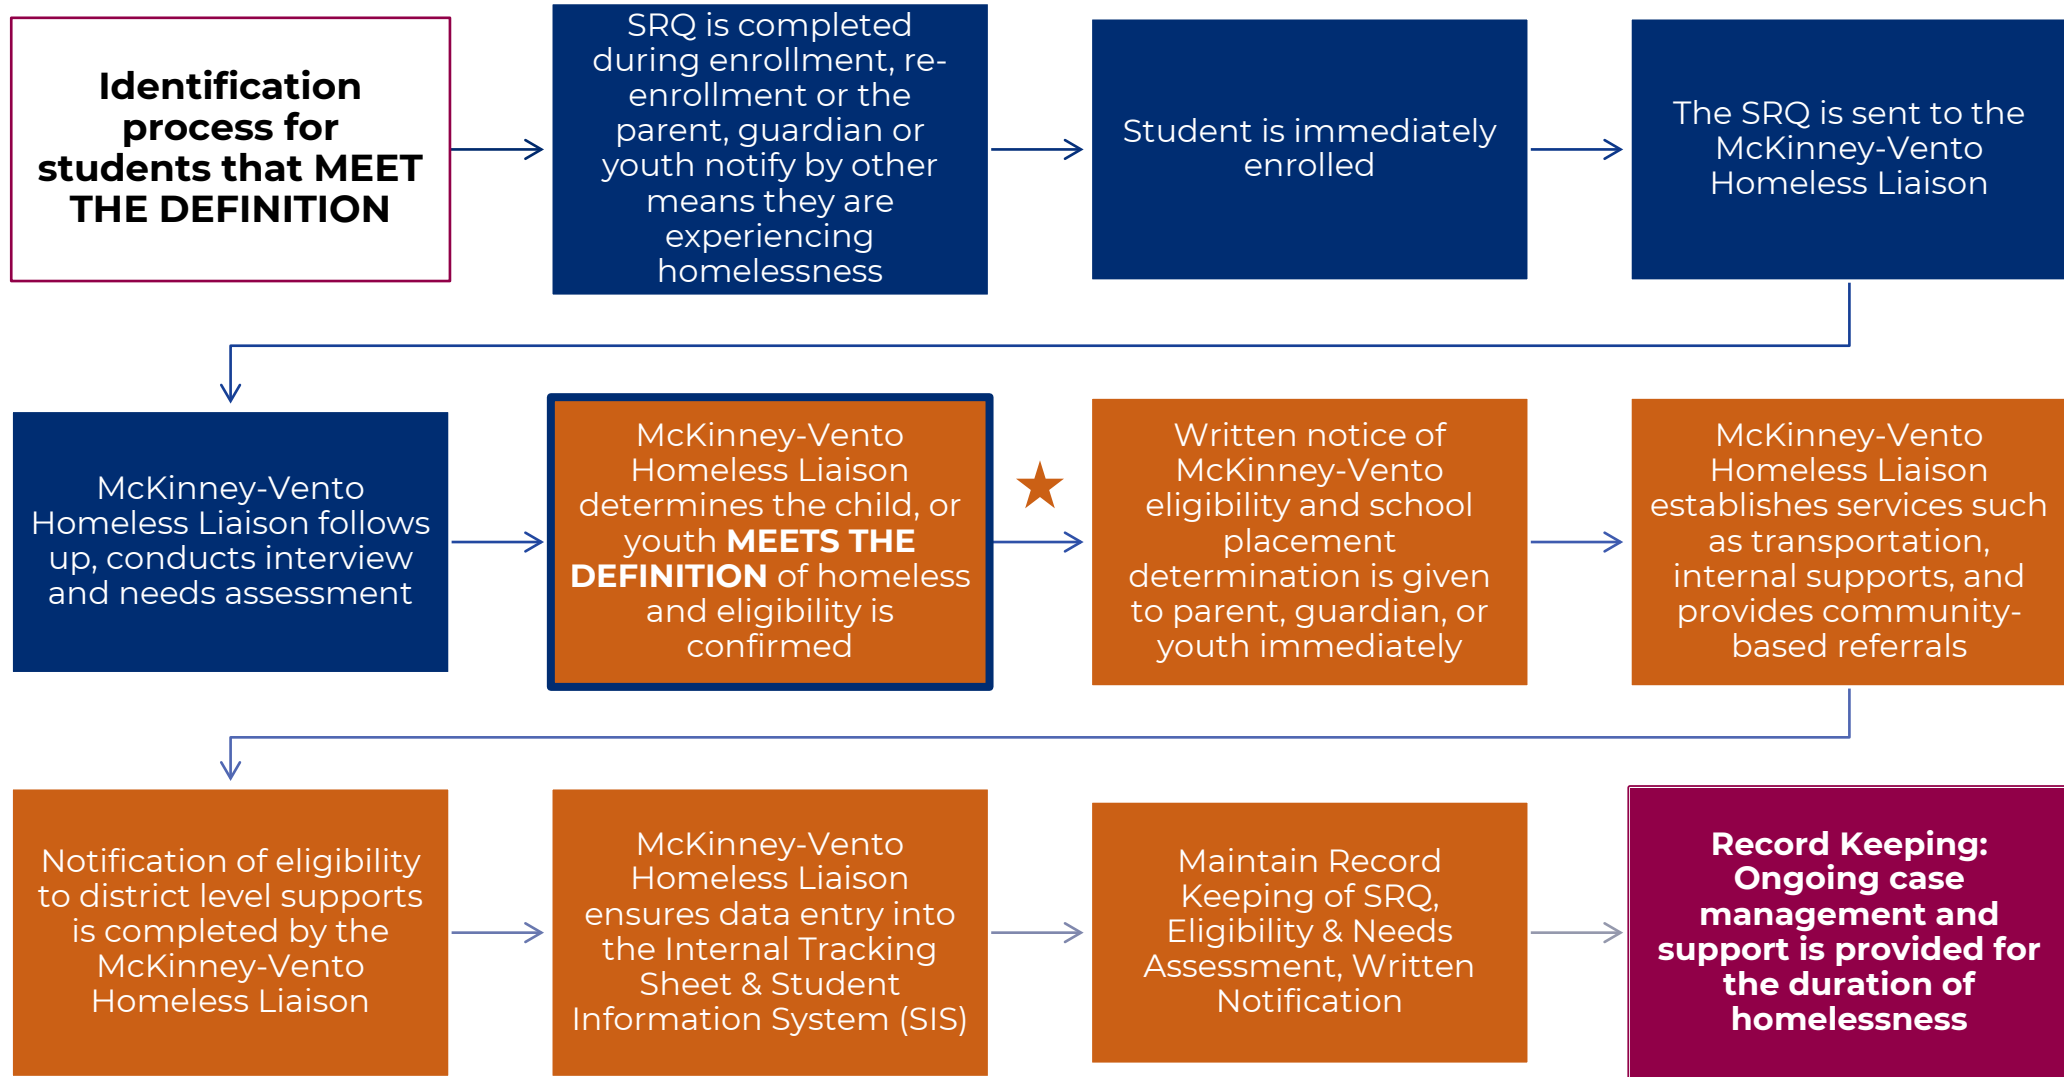 Identification
process for
students that MEET
THE DEFINITION
SRQ is completed
during enrollment, re-
enrollment or the
parent, guardian or
youth notify by other
means they are
experiencing
homelessness
Student is immediately
enrolled
The SRQ is sent to the
McKinney-Vento
Homeless Liaison
McKinney-Vento
Homeless Liaison follows
up, conducts interview
and needs assessment
McKinney-Vento
Homeless Liaison
determines the child, or
youth MEETS THE
DEFINITION of homeless
and eligibility is
confirmed
Written notice of
McKinney-Vento
eligibility and school
placement
determination is given
to parent, guardian, or
youth immediately
McKinney-Vento
Homeless Liaison
establishes services such
as transportation,
internal supports, and
provides community-
based referrals
Notification of eligibility
to district level supports
is completed by the
McKinney-Vento
Homeless Liaison
McKinney-Vento
Homeless Liaison
ensures data entry into
the Internal Tracking
Sheet & Student
Information System (SIS)
Maintain Record
Keeping of SRQ,
Eligibility & Needs
Assessment, Written
Notification
Record Keeping:
Ongoing case
management and
support is provided for
the duration of
homelessness